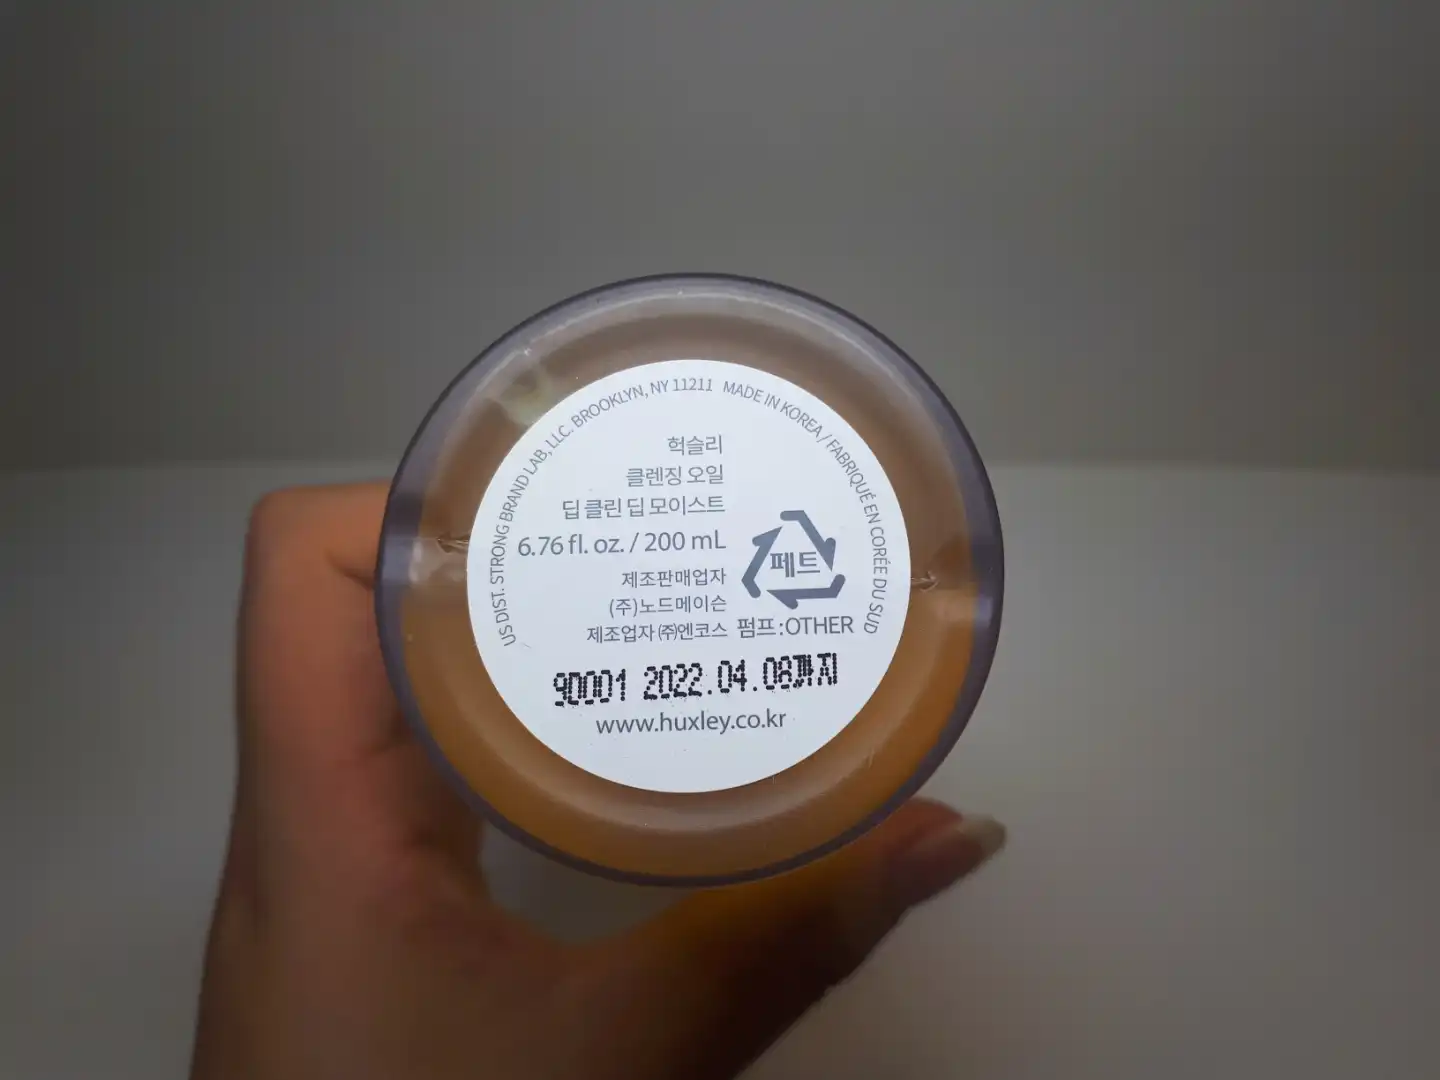 US DIST. STRONG BRAND LAB, LLC. BROOKLYN, NY 11211
MADE IN KOREA / FABRIQUÉ EN CORÉE DU SUD
헉슬리
클렌징 오일
딥 클린 딥 모이스트
6.76 fl. oz. / 200 mL
제조판매업자
(주)노드메이슨
제조업자 ㈜엔코스
페트
펌프:OTHER
90001 2022.04.08까지
www.huxley.co.kr